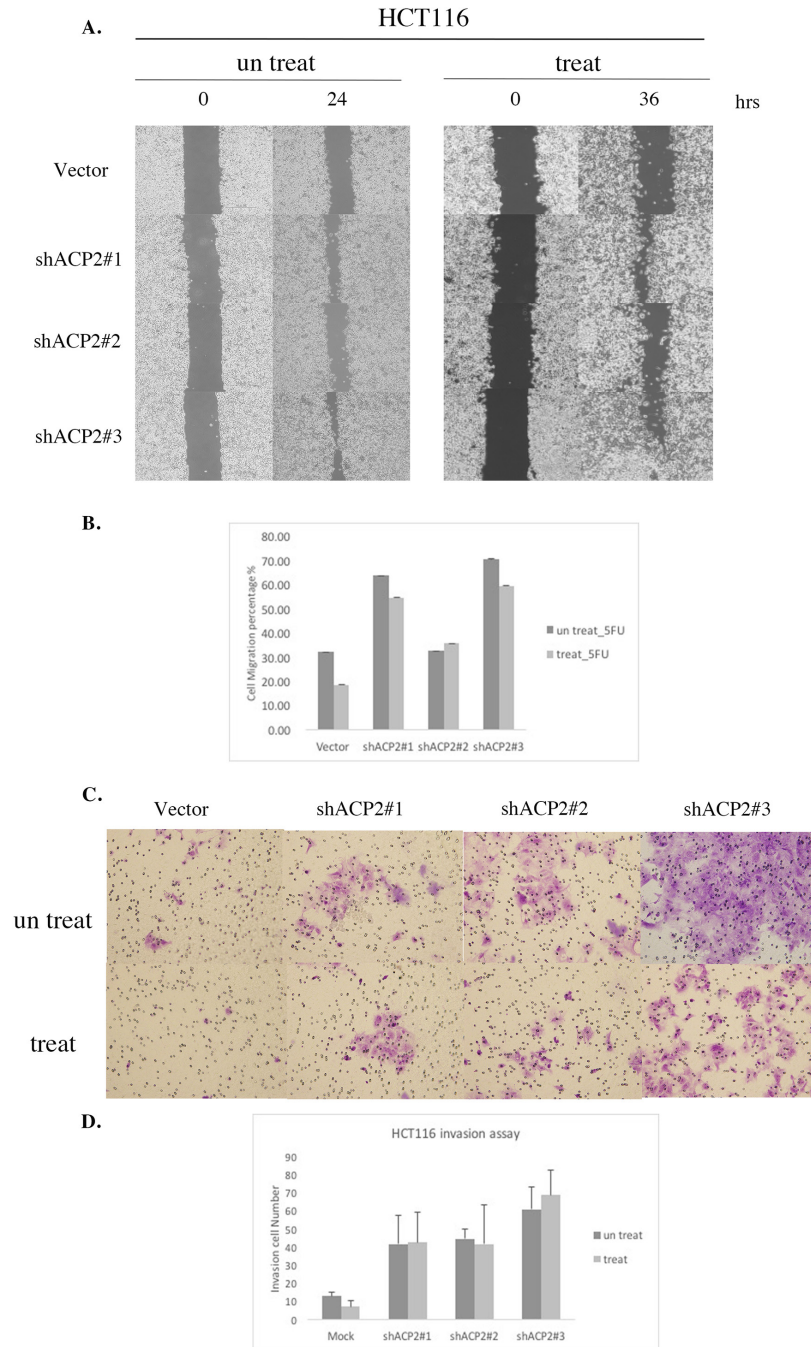 A.
HCT116
un treat
treat
0
24
0
36
hrs
Vector
shACP2#1
shACP2#2
shACP2#3
B.
80.00
70.00
60.00
50.00
40.00
30.00
20.00
10.00
0.00
Cell Migration percentage%
Vector
shACP2#1
shACP2#2
shACP2#3
un treat_5FU
treat_5FU
C.
Vector
shACP2#1
shACP2#2
shACP2#3
un treat
treat
D.
HCT116 invasion assay
90
80
70
60
50
40
30
20
10
0
Invasion cell Number
Mock
shACP2#1
shACP2#2
shACP2#3
un treat
treat